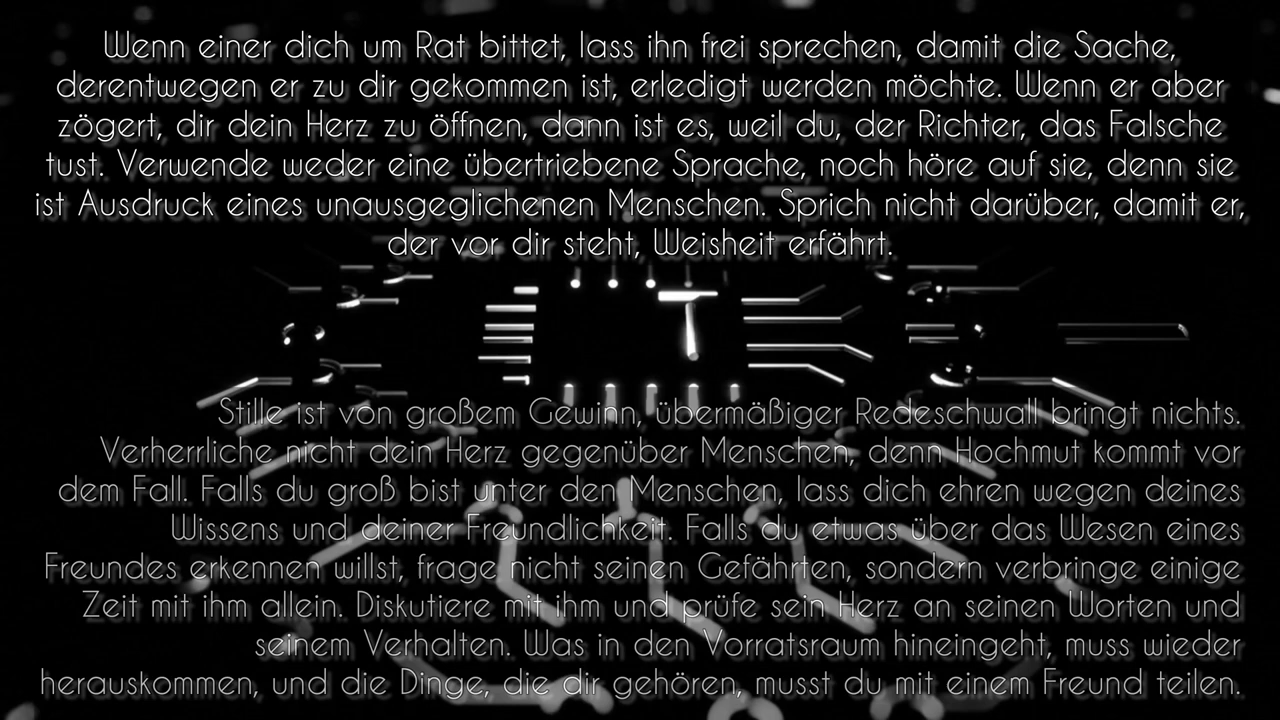 Wenn einer dich um Rat bittet, lass ihn frei sprechen, damit die Sache,
derentwegen er zu dir gekommen ist, erledigt werden möchte. Wenn er aber
zögert, dir dein Herz zu öffnen, dann ist es, weil du, der Richter, das Falsche
tust. Verwende weder eine übertriebene Sprache, noch höre auf sie, denn sie
ist Ausdruck eines unausgeglichenen Menschen. Sprich nicht darüber, damit er,
der vor dir steht, Weisheit erfährt.
Stille ist von großem Gewinn, übermäßiger Redeschwall bringt nichts.
Verherrliche nicht dein Herz gegenüber Menschen, denn Hochmut kommt vor
dem Fall. Falls du groß bist unter den Menschen, lass dich ehren wegen deines
Wissens und deiner Freundlichkeit. Falls du etwas über das Wesen eines
Freundes erkennen willst, frage nicht seinen Gefährten, sondern verbringe einige
Zeit mit ihm allein. Diskutiere mit ihm und prüfe sein Herz an seinen Worten und
seinem Verhalten. Was in den Vorratsraum hineingeht, muss wieder
herauskommen, und die Dinge, die dir gehören, musst du mit einem Freund teilen.